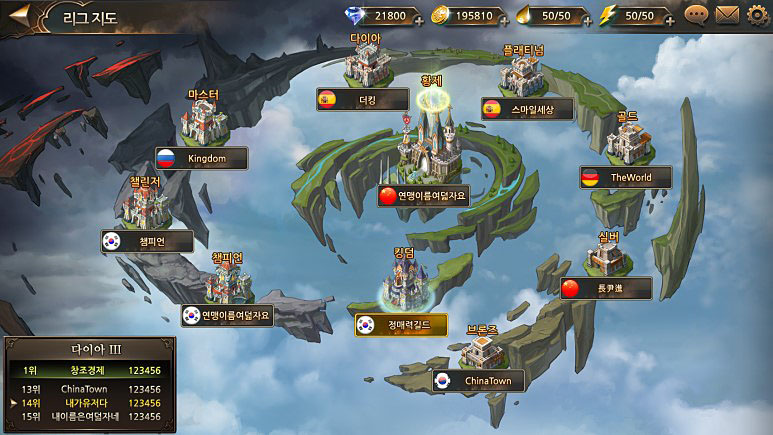 리그지도
21800
195810
50/50
50/50
다이아
더킹
황제
연맹이름여덟자요
플래티넘
스마일세상
마스터
Kingdom
골드
TheWorld
챌린저
챔피언
챔피언
연맹이름여덟자요
킹덤
정매력길드
실버
長尹進
브론즈
ChinaTown
다이아 III
1위 창조경제 123456
13위 ChinaTown 123456
14위 내가유저다 123456
15위 내이름은여덟자네 123456